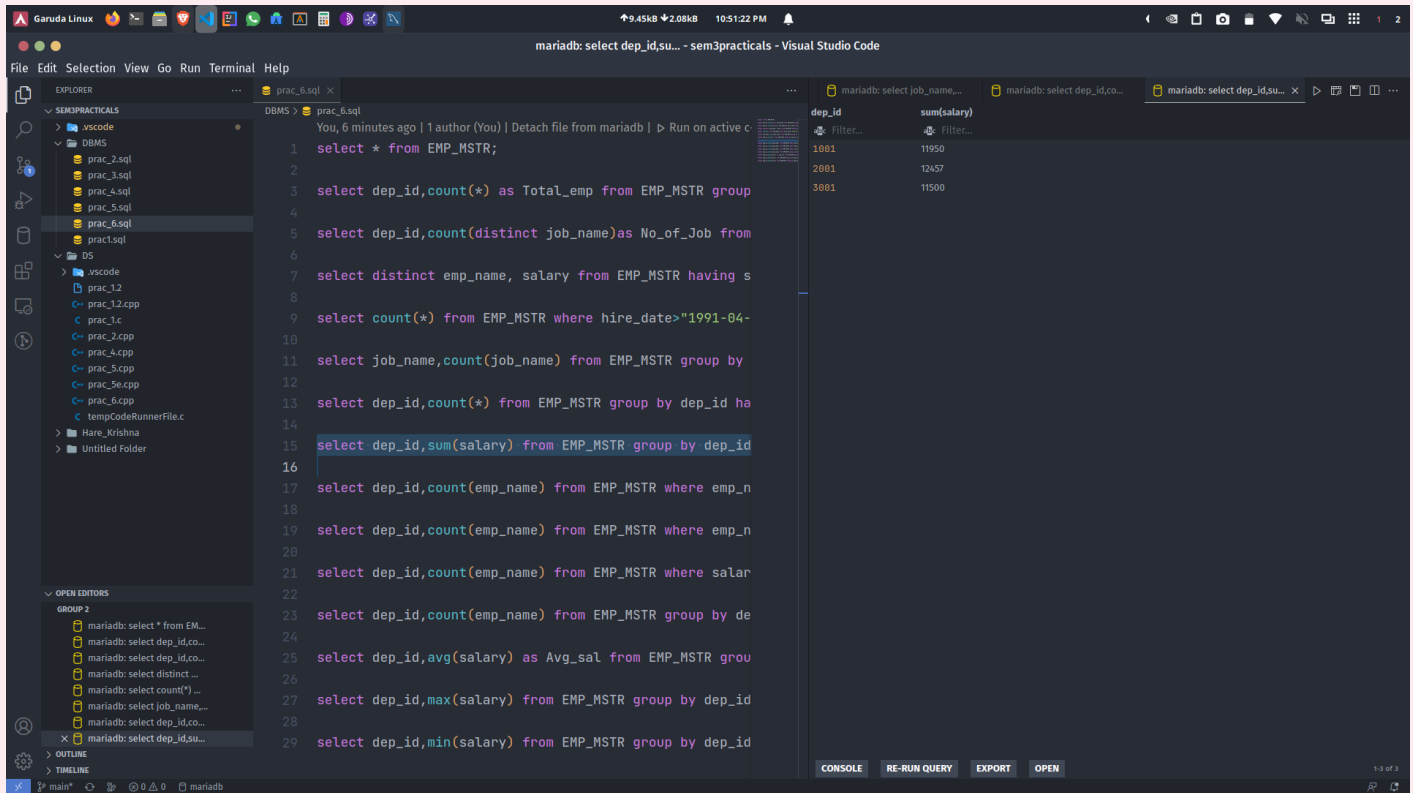 Garuda Linux
9.45kB 2.08kB 10:51:22 PM
1 2
mariadb: select dep_id,su... - sem3practicals - Visual Studio Code
File Edit Selection View Go Run Terminal Help
EXPLORER ...
SEM3PRACTICALS
.vscode
DBMS
prac_2.sql
prac_3.sql
prac_4.sql
prac_5.sql
prac_6.sql
prac1.sql
DS
.vscode
prac_1.2
prac_1.2.cpp
prac_1.c
prac_2.cpp
prac_4.cpp
prac_5.cpp
prac_5e.cpp
prac_6.cpp
tempCodeRunnerFile.c
Hare_Krishna
Untitled Folder
OPEN EDITORS
GROUP 2
mariadb: select * from EM...
mariadb: select dep_id,co...
mariadb: select dep_id,co...
mariadb: select distinct ...
mariadb: select count(*) ...
mariadb: select job_name,...
mariadb: select dep_id,co...
mariadb: select dep_id,su...
OUTLINE
TIMELINE
prac_6.sql
DBMS > prac_6.sql
You, 6 minutes ago | 1 author (You) | Detach file from mariadb | ▷ Run on active c
1 select * from EMP_MSTR;
2
3 select dep_id,count(*) as Total_emp from EMP_MSTR group
4
5 select dep_id,count(distinct job_name)as No_of_Job from
6
7 select distinct emp_name, salary from EMP_MSTR having s
8
9 select count(*) from EMP_MSTR where hire_date>"1991-04-
10
11 select job_name,count(job_name) from EMP_MSTR group by
12
13 select dep_id,count(*) from EMP_MSTR group by dep_id ha
14
15 select dep_id,sum(salary) from EMP_MSTR group by dep_id
16
17 select dep_id,count(emp_name) from EMP_MSTR where emp_n
18
19 select dep_id,count(emp_name) from EMP_MSTR where emp_n
20
21 select dep_id,count(emp_name) from EMP_MSTR where salar
22
23 select dep_id,count(emp_name) from EMP_MSTR group by de
24
25 select dep_id,avg(salary) as Avg_sal from EMP_MSTR grou
26
27 select dep_id,max(salary) from EMP_MSTR group by dep_id
28
29 select dep_id,min(salary) from EMP_MSTR group by dep_id
mariadb: select job_name,... mariadb: select dep_id,co... mariadb: select dep_id,su...
dep_id sum(salary)
Filter... Filter...
1001 11950
2001 12457
3001 11500
CONSOLE RE-RUN QUERY EXPORT OPEN 1-3 of 3
main* 0 0 mariadb